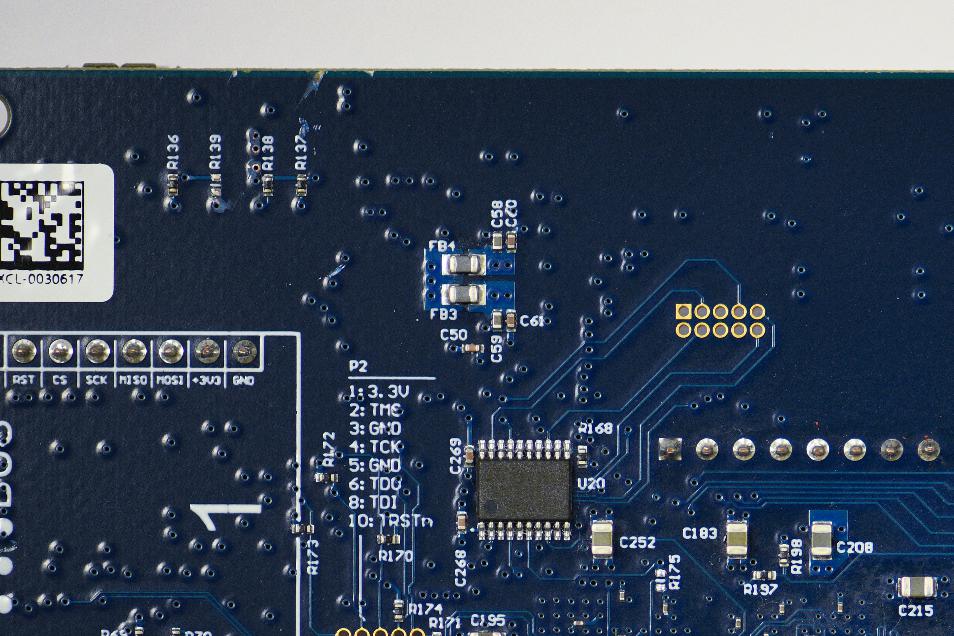 R136
R139
R138
R137
XCL-0030617
C58
C60
FB4
FB3
C61
C59
C50
RST
CS
SCK
MISO
MOSI
+3V3
GND
P2
1: 3.3V
2: TMS
3: GND
4: TCK
5: GND
6: TDO
8: TDI
10: TRSTn
R172
C269
R168
U20
1
R173
R170
C268
C252
C183
R198
C208
R175
R197
C215
R174
R171
C195